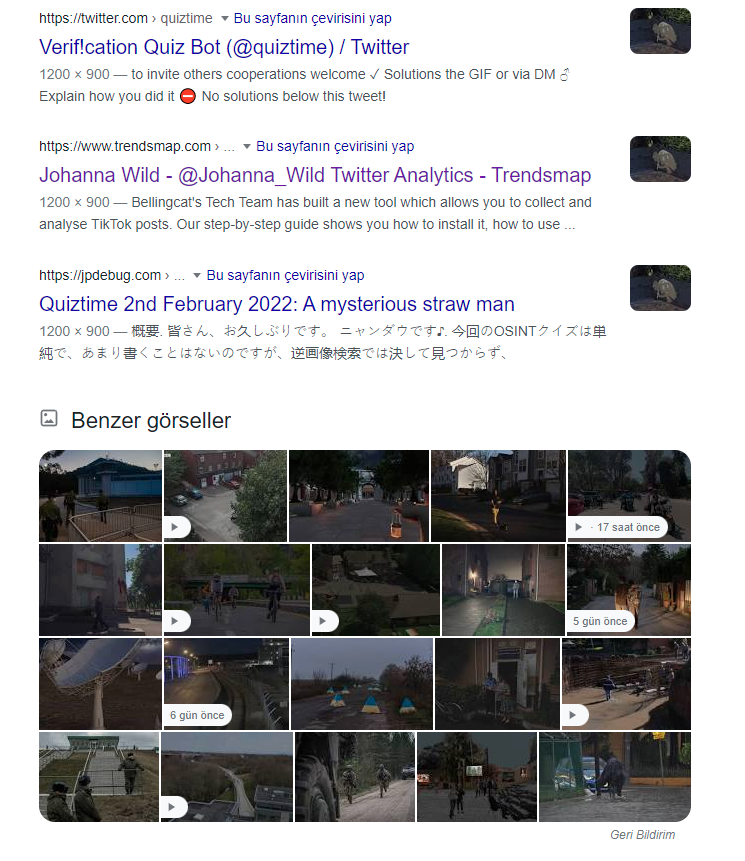 https://twitter.com › quiztime ▾ Bu sayfanın çevirisini yap
Verif!cation Quiz Bot (@quiztime) / Twitter
1200 × 900 — to invite others cooperations welcome ✓ Solutions the GIF or via DM
Explain how you did it ⛔ No solutions below this tweet!
https://www.trendsmap.com › ... ▾ Bu sayfanın çevirisini yap
Johanna Wild - @Johanna_Wild Twitter Analytics - Trendsmap
1200 × 900 — Bellingcat's Tech Team has built a new tool which allows you to collect and
analyse TikTok posts. Our step-by-step guide shows you how to install it, how to use ...
https://jpdebug.com › ... ▾ Bu sayfanın çevirisini yap
Quiztime 2nd February 2022: A mysterious straw man
1200 × 900 — 概要. 皆さん、お久しぶりです。 ニャンダウです♪. 今回のOSINTクイズは単
純で、あまり書くことはないのですが、逆画像検索では決して見つからず、
Benzer görseller
· 17 saat önce
5 gün önce
6 gün önce
Geri Bildirim